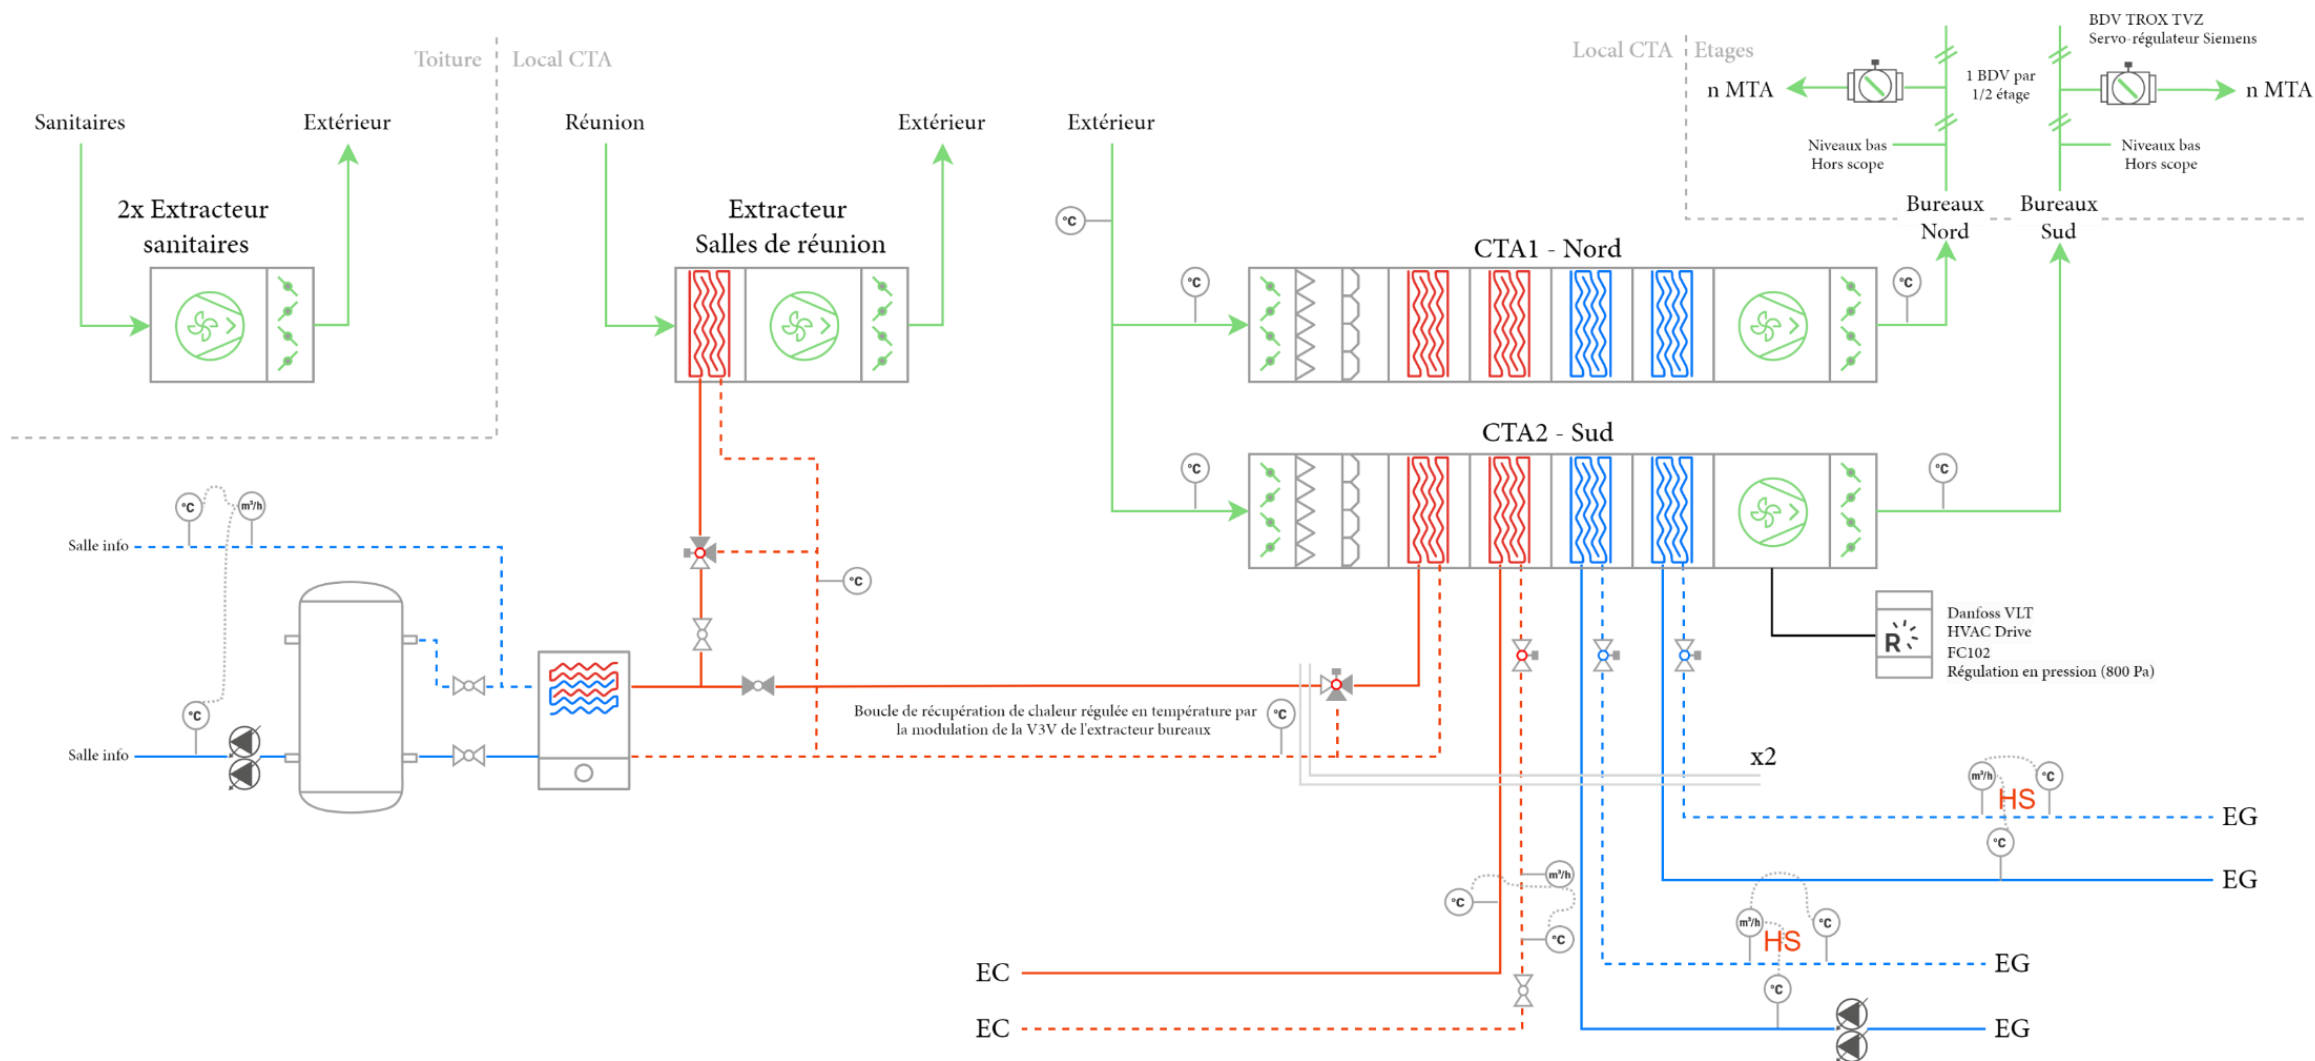 BDV TROX TVZ
Servo-régulateur Siemens
Toiture
Local CTA
Local CTA
Etages
n MTA
1 BDV par
1/2 étage
n MTA
Sanitaires
Extérieur
Réunion
Extérieur
Extérieur
Niveaux bas
Hors scope
Niveaux bas
Hors scope
2x Extracteur
sanitaires
Extracteur
Salles de réunion
Bureaux
Nord
Bureaux
Sud
°C
CTA1 - Nord
°C
°C
CTA2 - Sud
°C
°C
°C
m³/h
Salle info
°C
R
Danfoss VLT
HVAC Drive
FC102
Régulation en pression (800 Pa)
°C
Boucle de récupération de chaleur régulée en température par
la modulation de la V3V de l'extracteur bureaux
°C
Salle info
x2
m³/h
°C
HS
EG
°C
EG
m³/h
°C
°C
m³/h
°C
HS
EG
°C
EC
°C
EC
EG